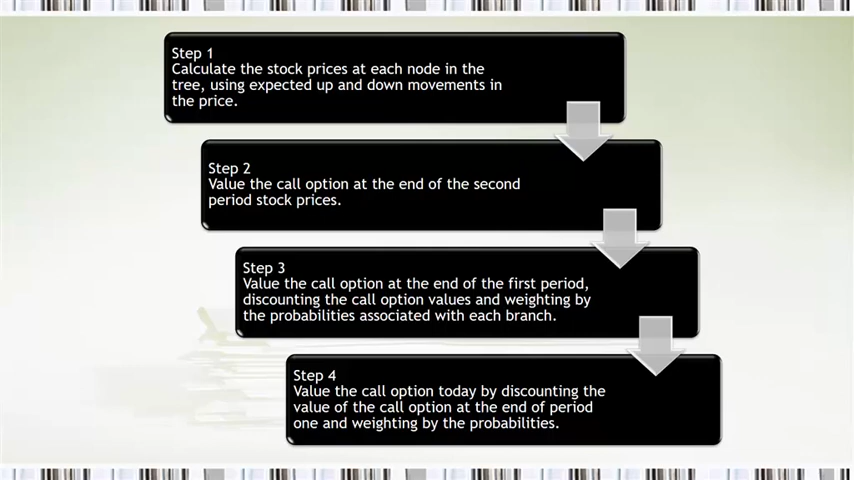 Step 1
Calculate the stock prices at each node in the
tree, using expected up and down movements in
the price.
Step 2
Value the call option at the end of the second
period stock prices.
Step 3
Value the call option at the end of the first period,
discounting the call option values and weighting by
the probabilities associated with each branch.
Step 4
Value the call option today by discounting the
value of the call option at the end of period
one and weighting by the probabilities.